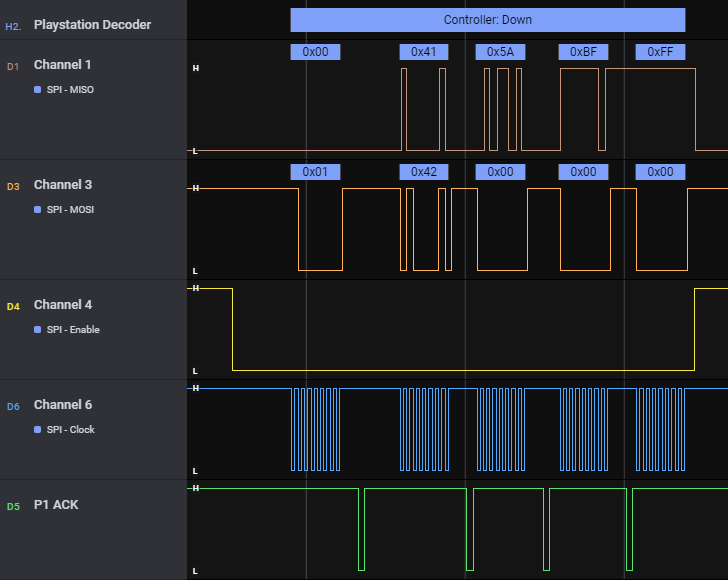 H2. Playstation Decoder
Controller: Down
D1 Channel 1
SPI - MISO
0x00 0x41 0x5A 0xBF 0xFF
H
L
D3 Channel 3
SPI - MOSI
0x01 0x42 0x00 0x00 0x00
H
L
D4 Channel 4
SPI - Enable
H
L
D6 Channel 6
SPI - Clock
H
L
D5 P1 ACK
H
L